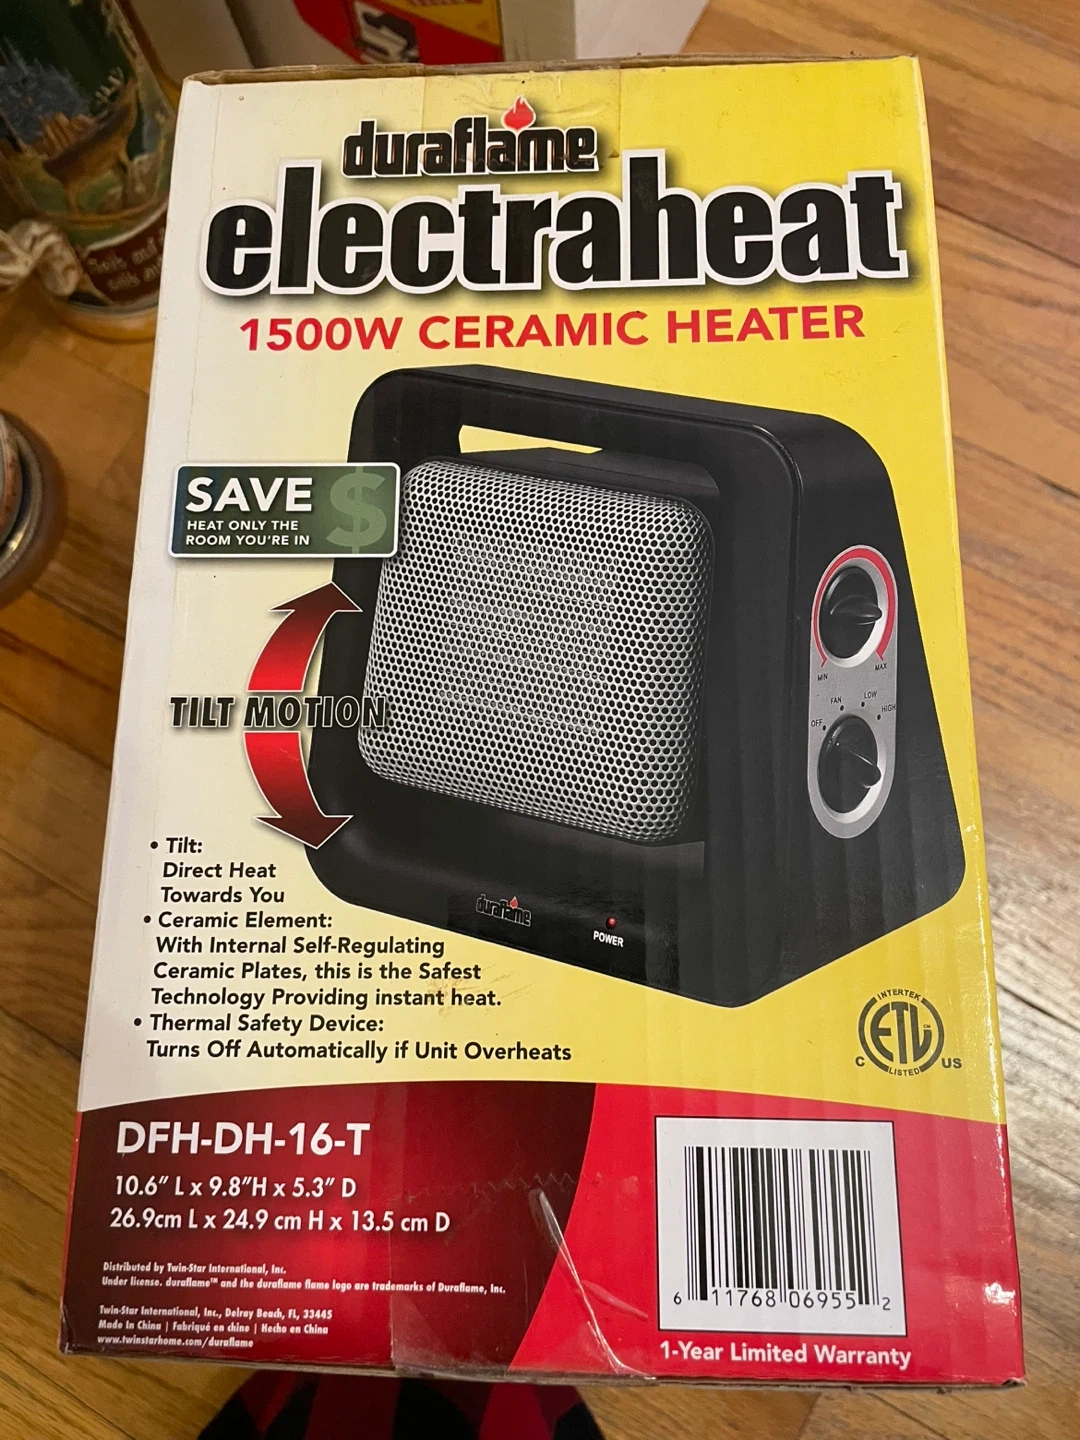 duraflame
electraheat
1500W CERAMIC HEATER
SAVE
HEAT ONLY THE
ROOM YOU'RE IN
$
MIN
MAX
OFF
FAN
LOW
HIGH
TILT MOTION
• Tilt:
Direct Heat
Towards You
• Ceramic Element:
With Internal Self-Regulating
Ceramic Plates, this is the Safest
Technology Providing instant heat.
• Thermal Safety Device:
Turns Off Automatically if Unit Overheats
duraflame
POWER
INTERTEK
ETL
CM
LISTED
C
US
DFH-DH-16-T
10.6" L x 9.8"H x 5.3" D
26.9cm L x 24.9 cm H x 13.5 cm D
Distributed by Twin-Star International, Inc.
Under license. duraflame™ and the duraflame flame logo are trademarks of Duraflame, Inc.
Twin-Star International, Inc., Delray Beach, FL, 33445
Made In China | Fabriqué en chine | Hecho en China
www.twinstarhome.com/duraflame
6 11768 06955 2
1-Year Limited Warranty